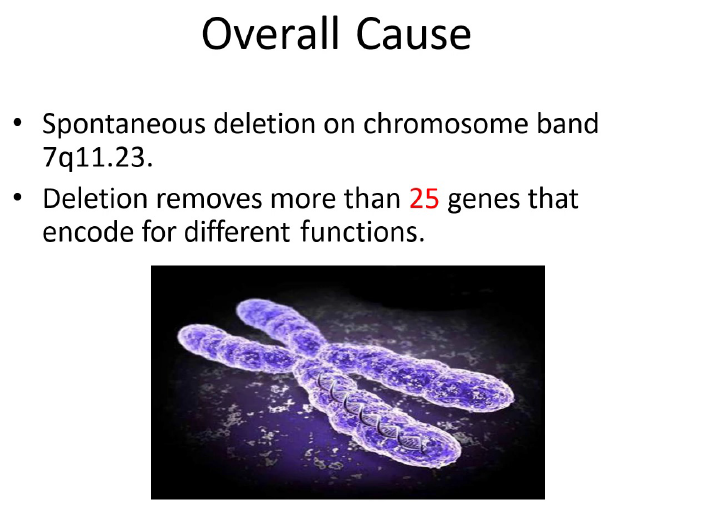 Overall Cause
• Spontaneous deletion on chromosome band
7q11.23.
• Deletion removes more than 25 genes that
encode for different functions.